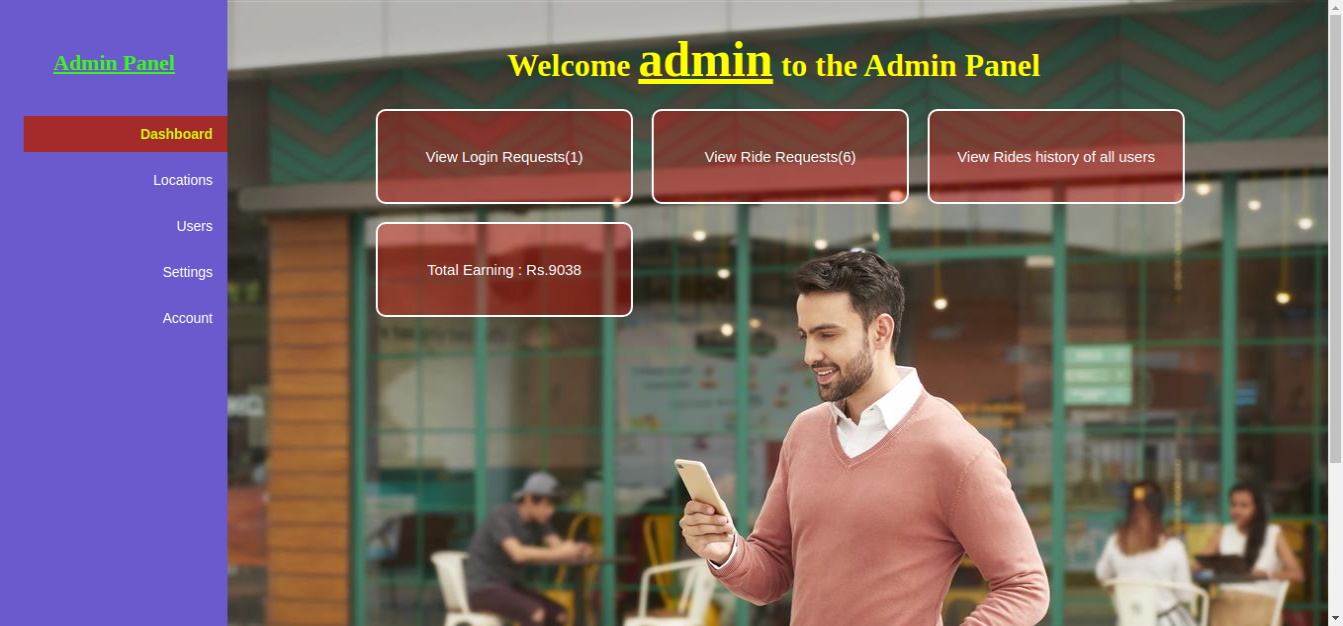 Admin Panel
Dashboard
Locations
Users
Settings
Account
Welcome admin to the Admin Panel
View Login Requests(1)
View Ride Requests(6)
View Rides history of all users
Total Earning : Rs.9038